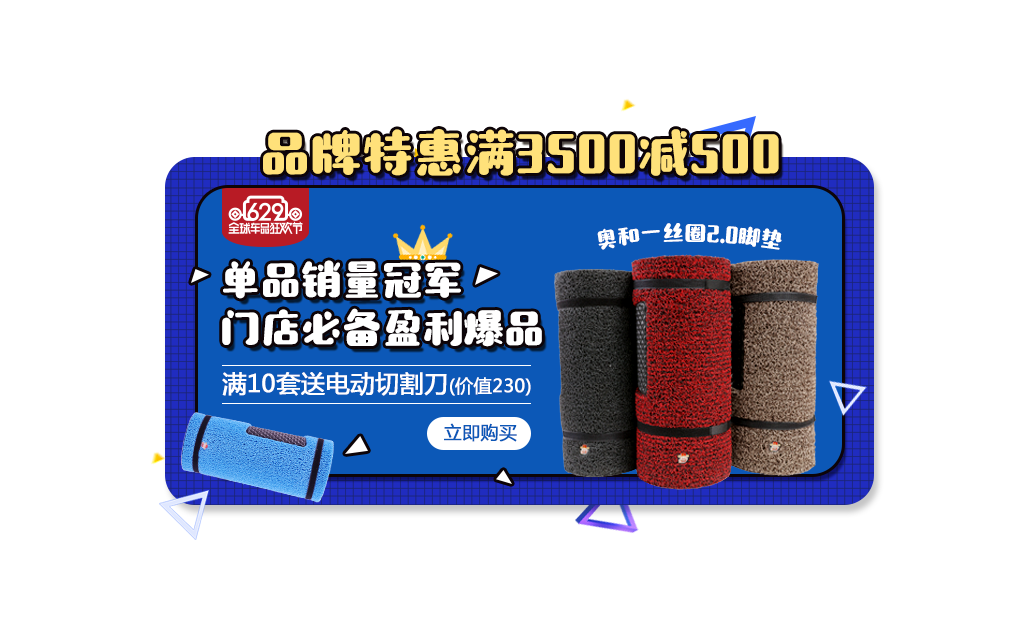 品牌特惠满3500减500
629
全球车品狂欢节
奥和一丝圈2.0脚垫
单品销量冠军
门店必备盈利爆品
满10套送电动切割刀(价值230)
立即购买